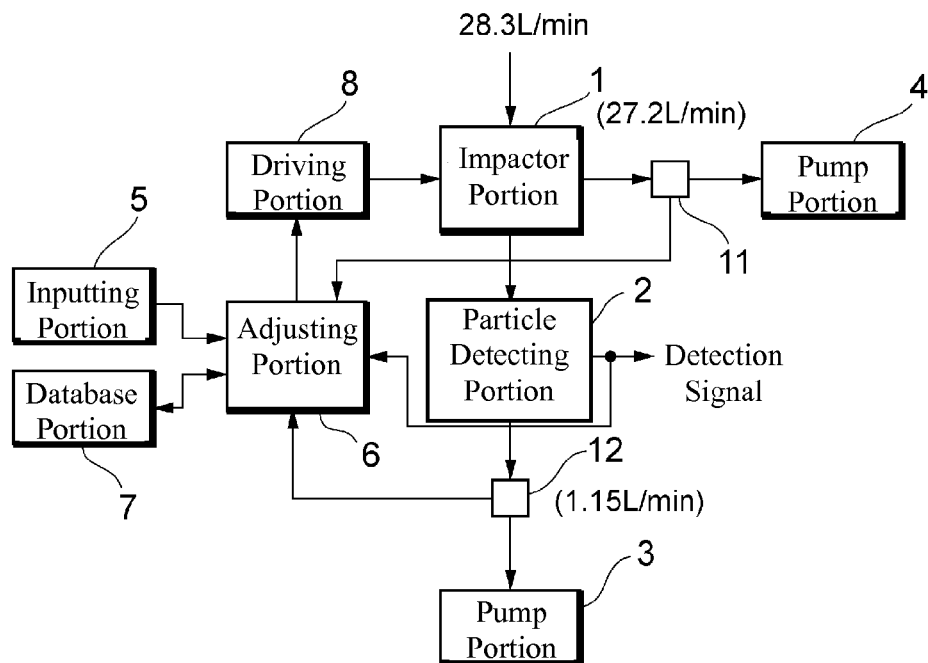 28.3L/min
8
1
(27.2L/min)
4
Driving
Portion
Impactor
Portion
Pump
Portion
11
5
Inputting
Portion
Adjusting
Portion
2
Particle
Detecting
Portion
Detection
Signal
Database
Portion
7
6
12
(1.15L/min)
3
Pump
Portion